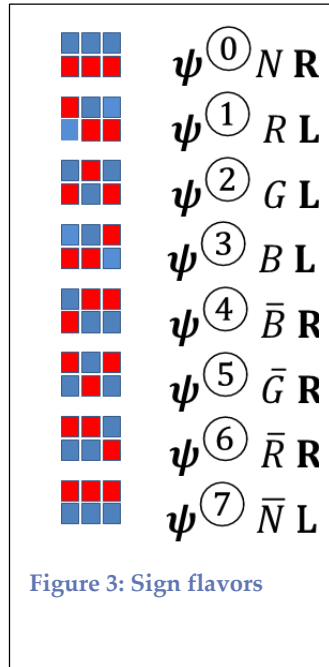 ψ⓪ N R
ψ① R L
ψ② G L
ψ③ B L
ψ④ B̅ R
ψ⑤ G̅ R
ψ⑥ R̅ R
ψ⑦ N̅ L
Figure 3: Sign flavors